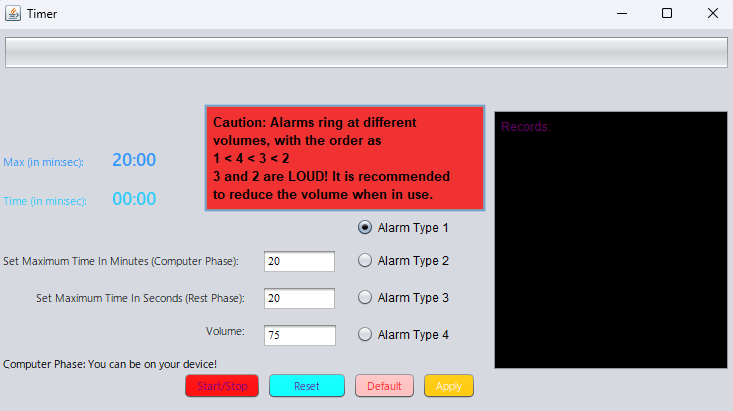 Timer
Caution: Alarms ring at different
volumes, with the order as
1 < 4 < 3 < 2
3 and 2 are LOUD! It is recommended
to reduce the volume when in use.
Records:
Max (in min:sec): 20:00
Time (in min:sec): 00:00
Alarm Type 1
Set Maximum Time In Minutes (Computer Phase): 20
Alarm Type 2
Set Maximum Time In Seconds (Rest Phase): 20
Alarm Type 3
Volume: 75
Alarm Type 4
Computer Phase: You can be on your device!
Start/Stop
Reset
Default
Apply